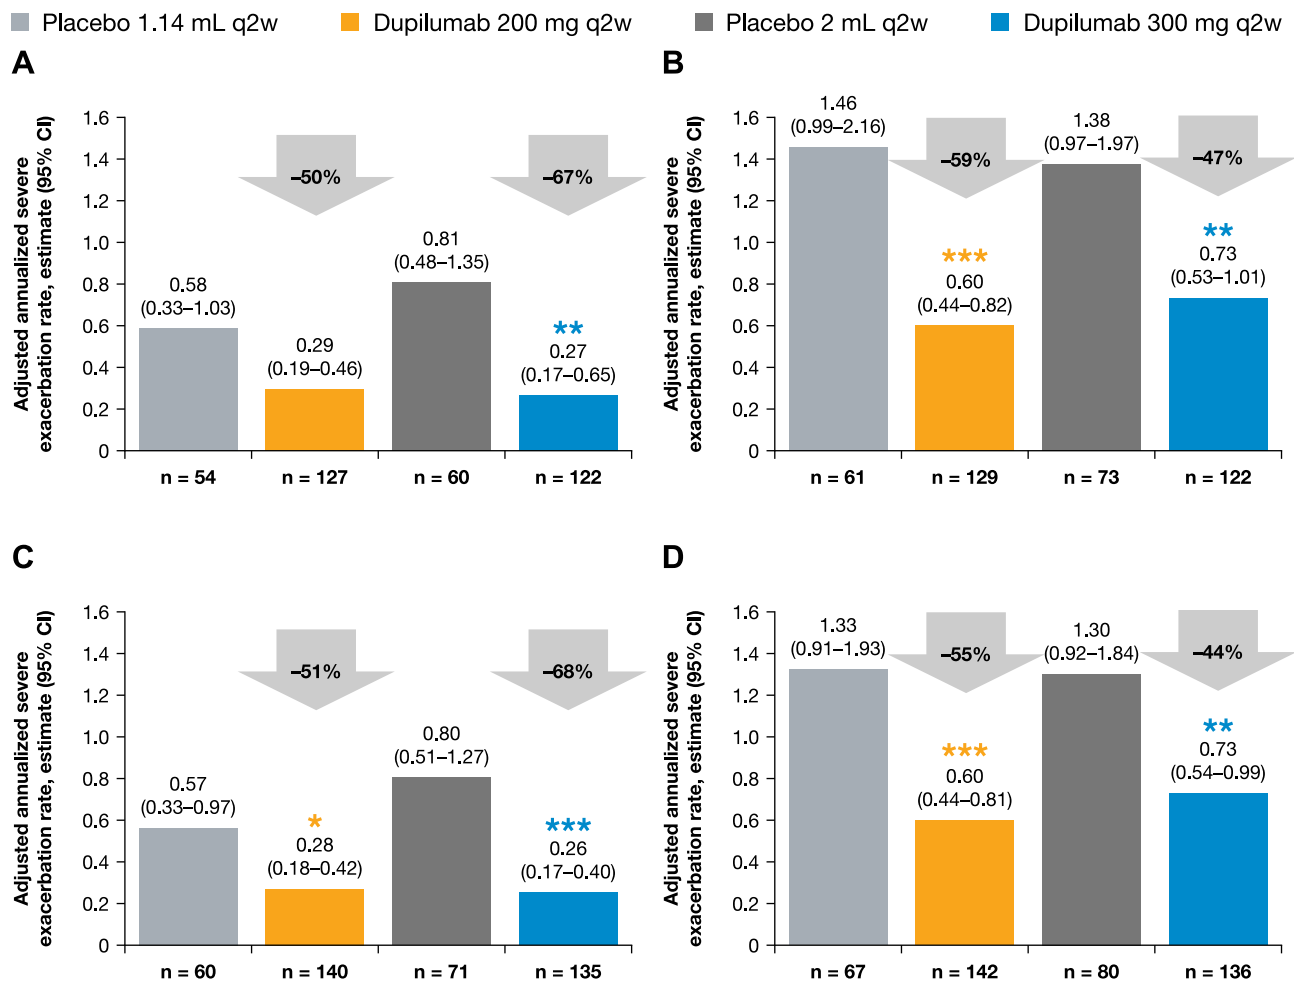 Placebo 1.14 mL q2w
Dupilumab 200 mg q2w
Placebo 2 mL q2w
Dupilumab 300 mg q2w
A
Adjusted annualized severe
exacerbation rate, estimate (95% CI)
1.6
1.4
1.2
1.0
0.8
0.6
0.4
0.2
0
0.58
(0.33–1.03)
–50%
0.29
(0.19–0.46)
0.81
(0.48–1.35)
–67%
**
0.27
(0.17–0.65)
n = 54
n = 127
n = 60
n = 122
B
Adjusted annualized severe
exacerbation rate, estimate (95% CI)
1.6
1.4
1.2
1.0
0.8
0.6
0.4
0.2
0
1.46
(0.99–2.16)
–59%
***
0.60
(0.44–0.82)
1.38
(0.97–1.97)
–47%
**
0.73
(0.53–1.01)
n = 61
n = 129
n = 73
n = 122
C
Adjusted annualized severe
exacerbation rate, estimate (95% CI)
1.6
1.4
1.2
1.0
0.8
0.6
0.4
0.2
0
0.57
(0.33–0.97)
–51%
*
0.28
(0.18–0.42)
0.80
(0.51–1.27)
–68%
***
0.26
(0.17–0.40)
n = 60
n = 140
n = 71
n = 135
D
Adjusted annualized severe
exacerbation rate, estimate (95% CI)
1.6
1.4
1.2
1.0
0.8
0.6
0.4
0.2
0
1.33
(0.91–1.93)
–55%
***
0.60
(0.44–0.81)
1.30
(0.92–1.84)
–44%
**
0.73
(0.54–0.99)
n = 67
n = 142
n = 80
n = 136